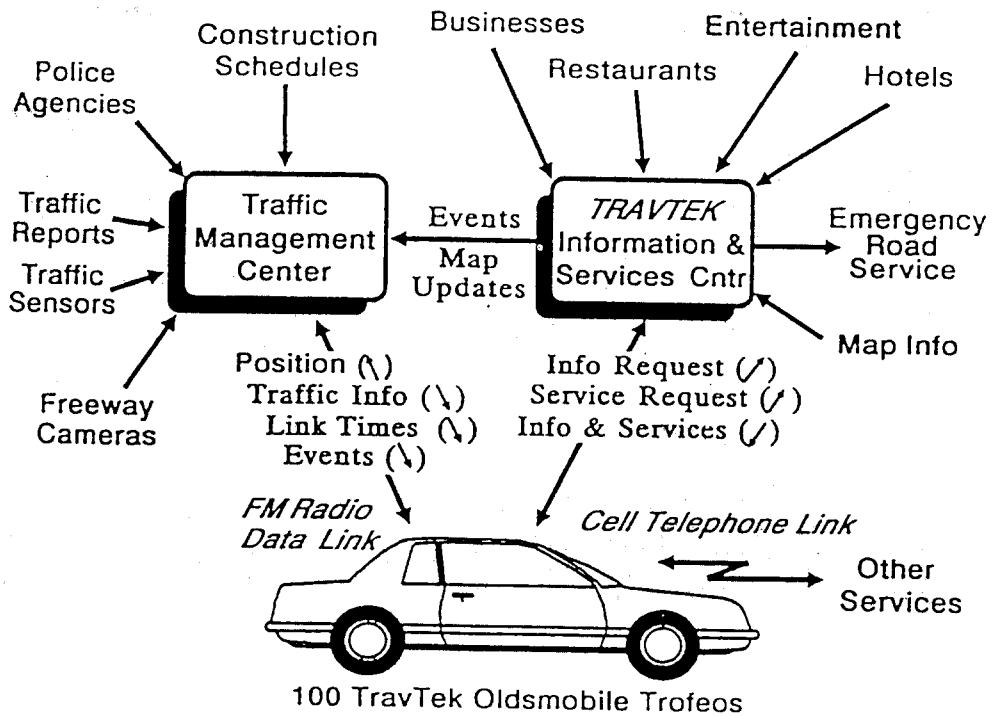 Construction
Schedules
Businesses
Entertainment
Restaurants
Hotels
Police
Agencies
Traffic
Reports
Traffic
Sensors
Freeway
Cameras
Traffic
Management
Center
Events
Map
Updates
TRAVTEK
Information &
Services Cntr
Emergency
Road
Service
Map Info
Position (↖)
Traffic Info (↘)
Link Times (↘)
Events (↘)
Info Request (↗)
Service Request (↗)
Info & Services (↙)
FM Radio
Data Link
Cell Telephone Link
Other
Services
100 TravTek Oldsmobile Trofeos